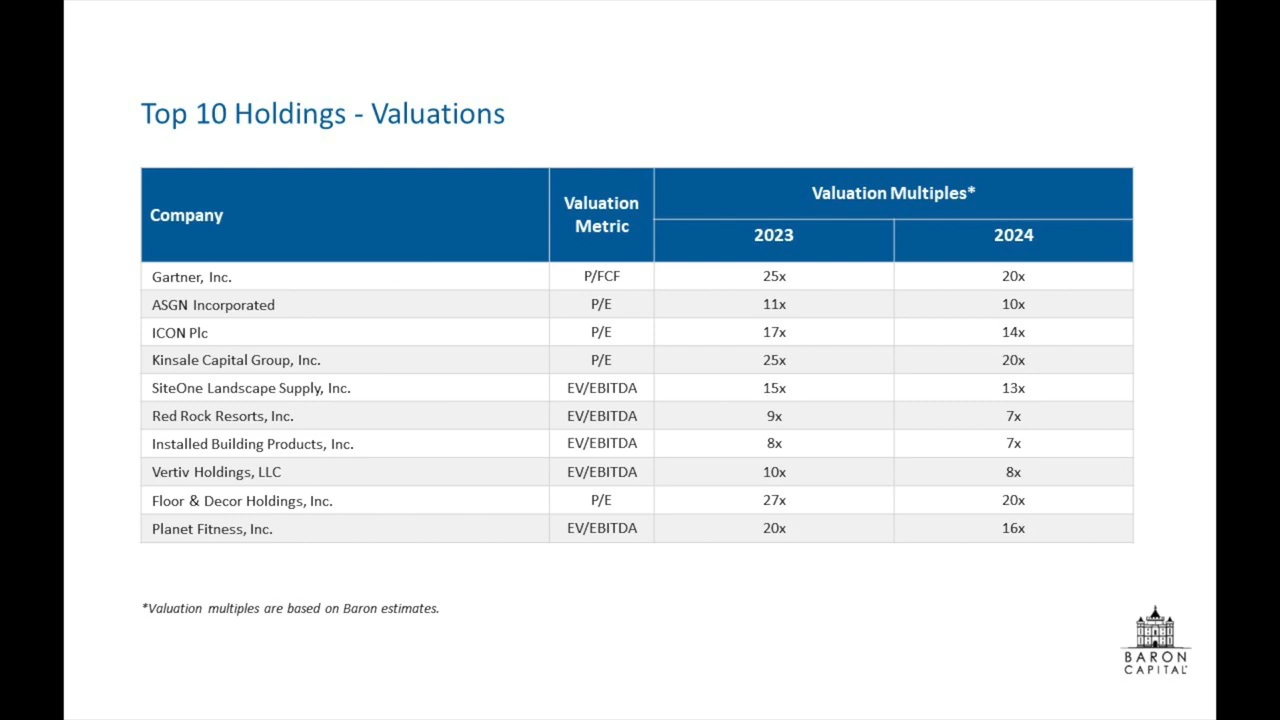 Top 10 Holdings - Valuations
Company
Valuation Metric
Valuation Multiples*
2023 2024
Gartner, Inc. P/FCF 25x 20x
ASGN Incorporated P/E 11x 10x
ICON Plc P/E 17x 14x
Kinsale Capital Group, Inc. P/E 25x 20x
SiteOne Landscape Supply, Inc. EV/EBITDA 15x 13x
Red Rock Resorts, Inc. EV/EBITDA 9x 7x
Installed Building Products, Inc. EV/EBITDA 8x 7x
Vertiv Holdings, LLC EV/EBITDA 10x 8x
Floor & Decor Holdings, Inc. P/E 27x 20x
Planet Fitness, Inc. EV/EBITDA 20x 16x
*Valuation multiples are based on Baron estimates.
BARON
CAPITAL